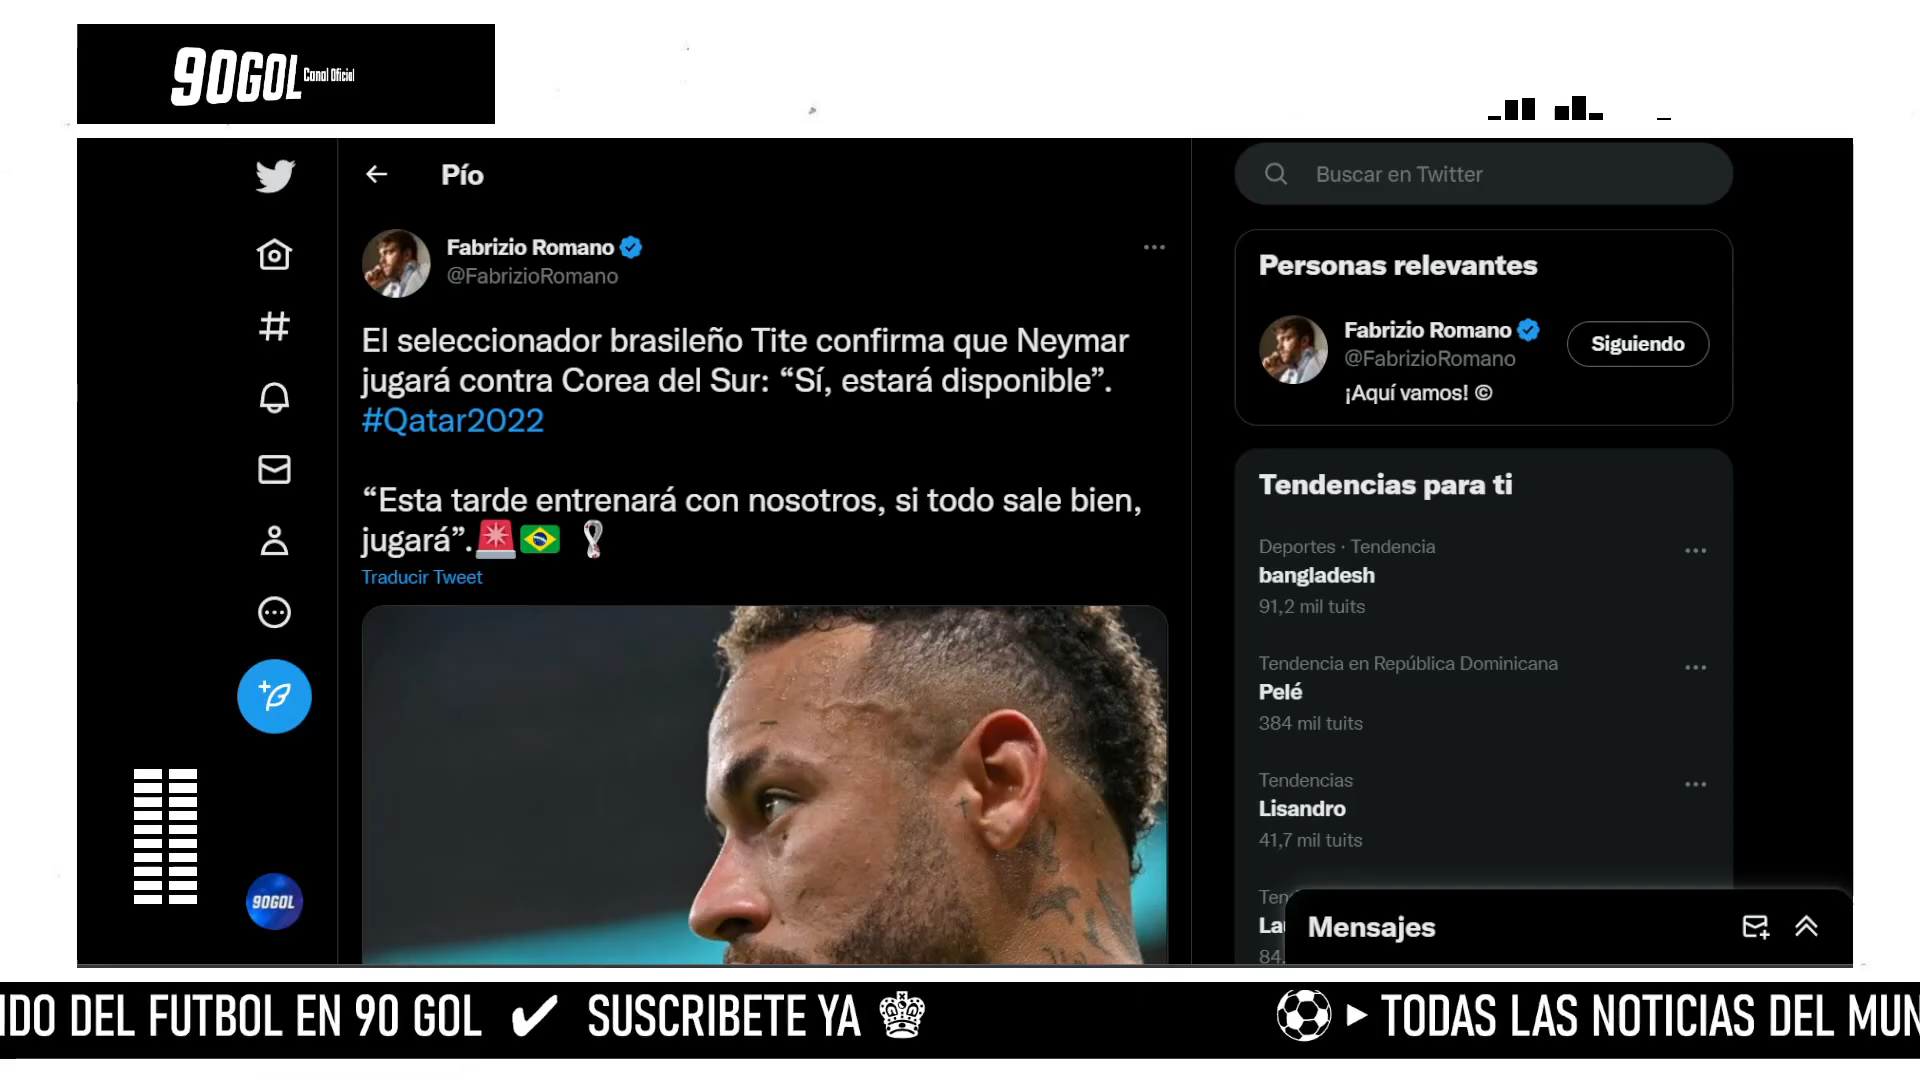 90GOL Canal Oficial
Pío
Buscar en Twitter
Fabrizio Romano
@FabrizioRomano
El seleccionador brasileño Tite confirma que Neymar
jugará contra Corea del Sur: “Sí, estará disponible”.
#Qatar2022
“Esta tarde entrenará con nosotros, si todo sale bien,
jugará”.
Traducir Tweet
Personas relevantes
Fabrizio Romano
@FabrizioRomano
Siguiendo
¡Aquí vamos! ©
Tendencias para ti
Deportes · Tendencia
bangladesh
91,2 mil tuits
Tendencia en República Dominicana
Pelé
384 mil tuits
Tendencias
Lisandro
41,7 mil tuits
Ten
La
84
Mensajes
90GOL
NDO DEL FUTBOL EN 90 GOL ✔ SUSCRIBETE YA TODAS LAS NOTICIAS DEL MUN